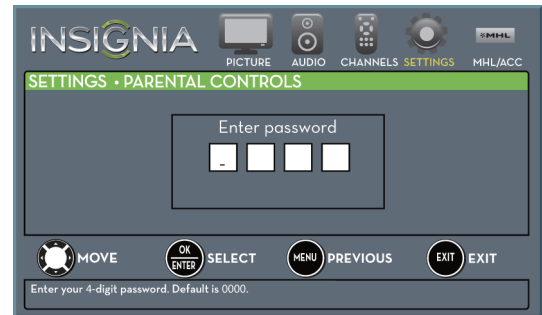 INSIGNIA
PICTURE AUDIO CHANNELS SETTINGS MHL/ACC
MHL
SETTINGS • PARENTAL CONTROLS
Enter password
_
MOVE OK ENTER SELECT MENU PREVIOUS EXIT EXIT
Enter your 4-digit password. Default is 0000.